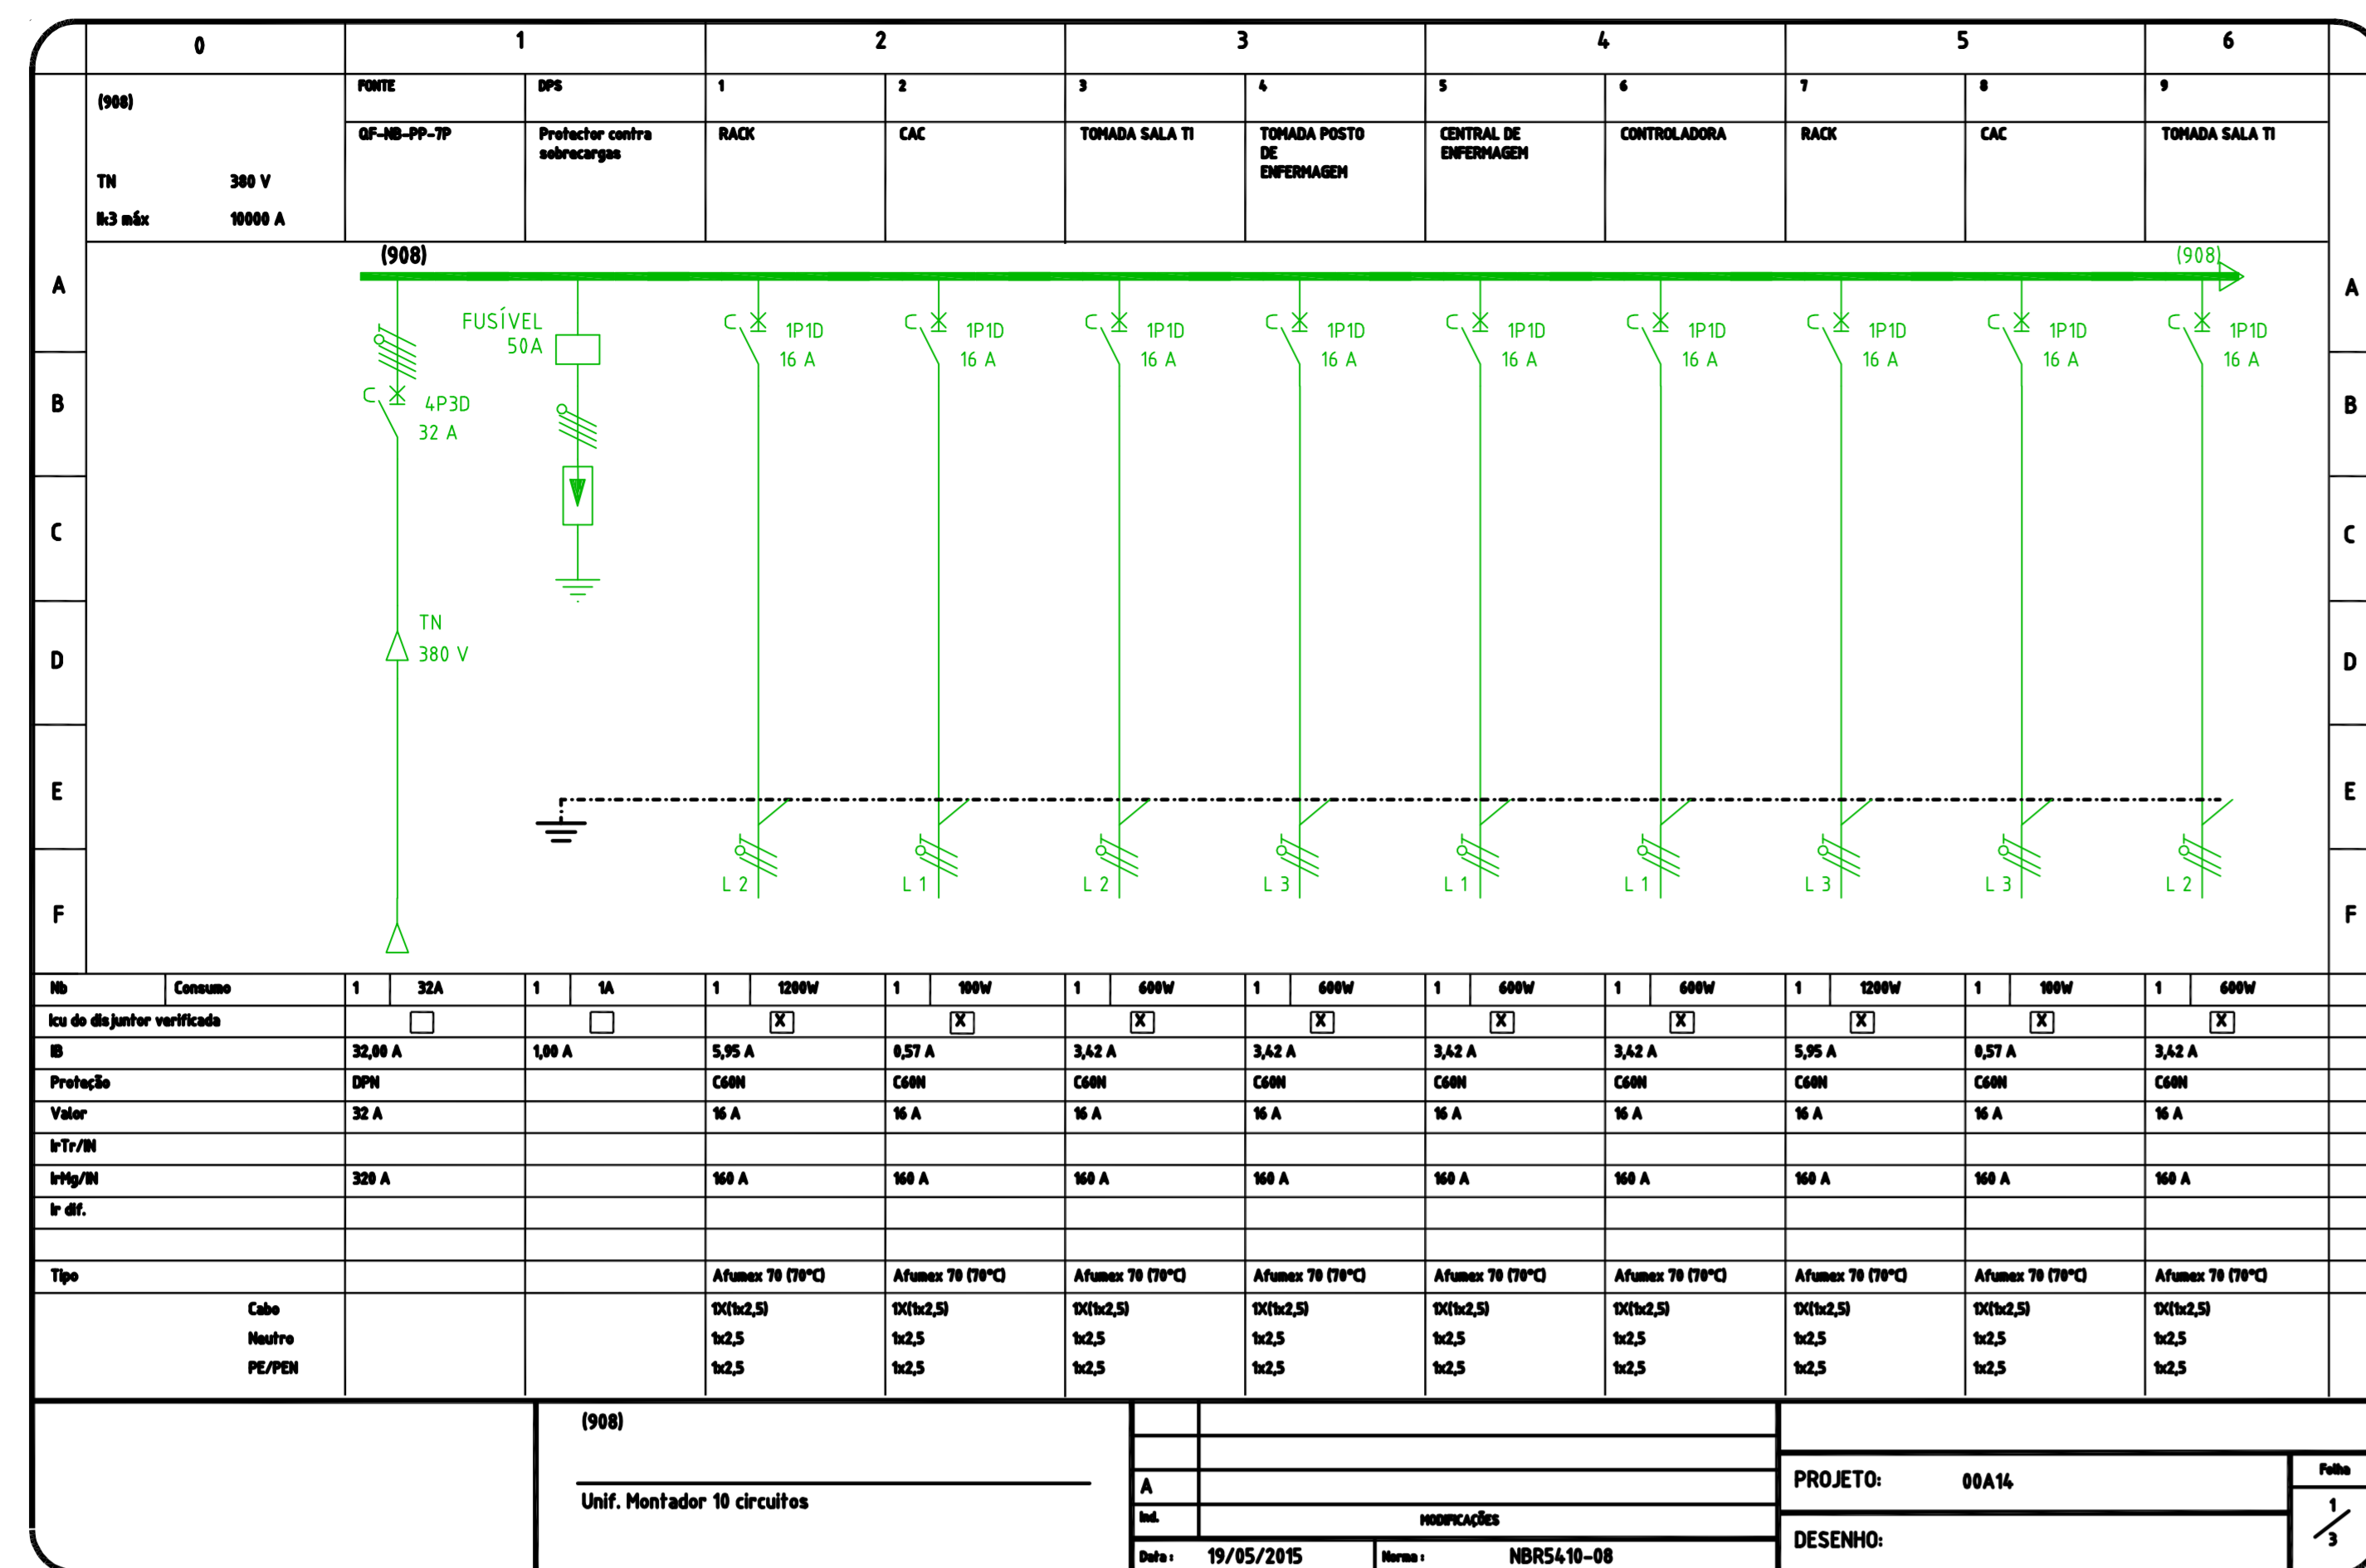 0 1 2 3 4 5 6
FONTE DPS 1 2 3 4 5 6 7 8 9
(908)
QF-NB-PP-7P Protector contra RACK CAC TOMADA SALA TI TOMADA POSTO CENTRAL DE CONTROLADORA RACK CAC TOMADA SALA TI
sobrecargas DE ENFERMAGEM
ENFERMAGEM
TN 380 V
Ik3 máx 10000 A
(908) (908)
A A
FUSÍVEL 1P1D 1P1D 1P1D 1P1D 1P1D 1P1D 1P1D 1P1D 1P1D
50A 16 A 16 A 16 A 16 A 16 A 16 A 16 A 16 A 16 A
C C C C C C C C C
B C 4P3D B
32 A
C C
TN
D 380 V D
E E
L 2 L 1 L 2 L 3 L 1 L 1 L 3 L 3 L 2
F F
Nb Consumo 1 32A 1 1A 1 1200W 1 100W 1 600W 1 600W 1 600W 1 600W 1 1200W 1 100W 1 600W
Icu do disjuntor verificada X X X X X X X X X
IB 32,00 A 1,00 A 5,95 A 0,57 A 3,42 A 3,42 A 3,42 A 3,42 A 5,95 A 0,57 A 3,42 A
Proteção DPN C60N C60N C60N C60N C60N C60N C60N C60N C60N
Valor 32 A 16 A 16 A 16 A 16 A 16 A 16 A 16 A 16 A 16 A
IrTr/IN
IrMg/IN 320 A 160 A 160 A 160 A 160 A 160 A 160 A 160 A 160 A 160 A
Ir dif.
Tipo Afumex 70 (70°C) Afumex 70 (70°C) Afumex 70 (70°C) Afumex 70 (70°C) Afumex 70 (70°C) Afumex 70 (70°C) Afumex 70 (70°C) Afumex 70 (70°C) Afumex 70 (70°C)
Cabo 1X(1x2,5) 1X(1x2,5) 1X(1x2,5) 1X(1x2,5) 1X(1x2,5) 1X(1x2,5) 1X(1x2,5) 1X(1x2,5) 1X(1x2,5)
Neutro 1x2,5 1x2,5 1x2,5 1x2,5 1x2,5 1x2,5 1x2,5 1x2,5 1x2,5
PE/PEN 1x2,5 1x2,5 1x2,5 1x2,5 1x2,5 1x2,5 1x2,5 1x2,5 1x2,5
(908)
Unif. Montador 10 circuitos
A
Ind. MODIFICAÇÕES
Data : 19/05/2015 Norma : NBR5410-08
PROJETO: 00A14
DESENHO:
Folha
1/3